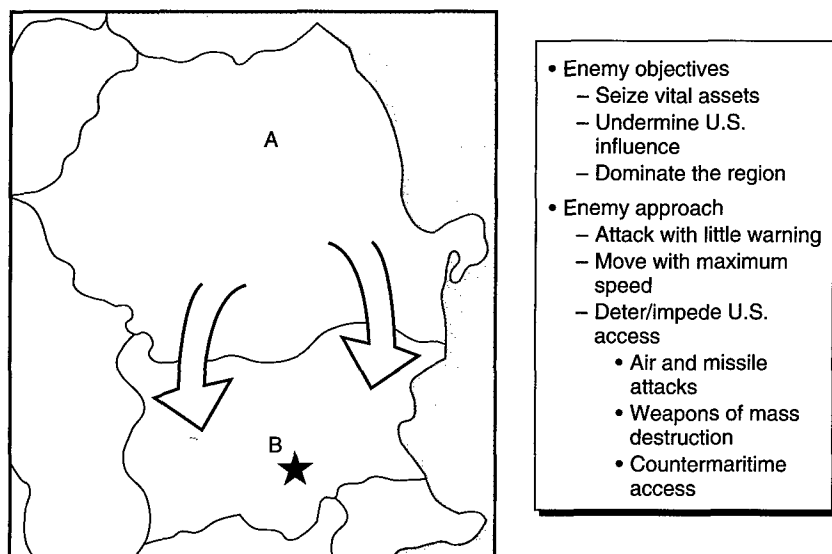 A
B
• Enemy objectives
– Seize vital assets
– Undermine U.S.
influence
– Dominate the region
• Enemy approach
– Attack with little warning
– Move with maximum
speed
– Deter/impede U.S.
access
• Air and missile
attacks
• Weapons of mass
destruction
• Countermaritime
access